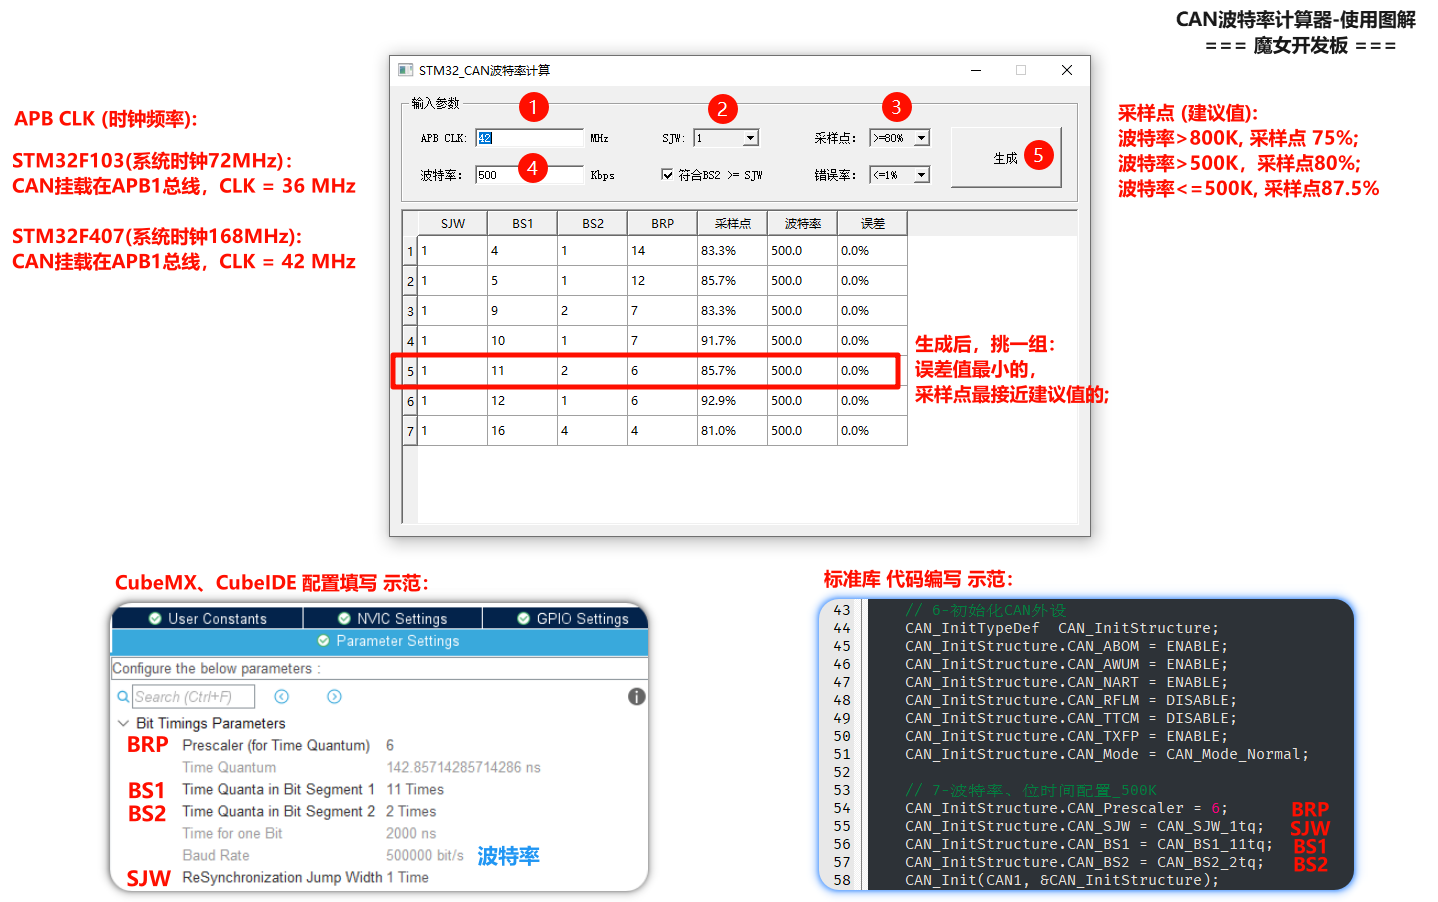 CAN波特率计算器-使用图解
=== 魔女开发板 ===
STM32_CAN波特率计算
APB CLK (时钟频率):
STM32F103(系统时钟72MHz):
CAN挂载在APB1总线，CLK = 36 MHz
STM32F407(系统时钟168MHz):
CAN挂载在APB1总线，CLK = 42 MHz
输入参数
1
2
3
APB CLK: 42 MHz
SJW: 1
采样点: >=80%
4
波特率: 500 Kbps
符合BS2 >= SJW
错误率: <=1%
生成
5
采样点 (建议值):
波特率>800K, 采样点 75%;
波特率>500K，采样点80%;
波特率<=500K, 采样点87.5%
SJW BS1 BS2 BRP 采样点 波特率 误差
1 1 4 1 14 83.3% 500.0 0.0%
2 1 5 1 12 85.7% 500.0 0.0%
3 1 9 2 7 83.3% 500.0 0.0%
4 1 10 1 7 91.7% 500.0 0.0%
5 1 11 2 6 85.7% 500.0 0.0%
6 1 12 1 6 92.9% 500.0 0.0%
7 1 16 4 4 81.0% 500.0 0.0%
生成后，挑一组:
误差值最小的，
采样点最接近建议值的;
CubeMX、CubeIDE 配置填写 示范:
User Constants NVIC Settings GPIO Settings
Parameter Settings
Configure the below parameters :
Search (Ctrl+F)
Bit Timings Parameters
BRP Prescaler (for Time Quantum) 6
Time Quantum 142.85714285714286 ns
BS1 Time Quanta in Bit Segment 1 11 Times
BS2 Time Quanta in Bit Segment 2 2 Times
Time for one Bit 2000 ns
Baud Rate 500000 bit/s 波特率
SJW ReSynchronization Jump Width 1 Time
标准库 代码编写 示范:
43 // 6-初始化CAN外设
44 CAN_InitTypeDef CAN_InitStructure;
45 CAN_InitStructure.CAN_ABOM = ENABLE;
46 CAN_InitStructure.CAN_AWUM = ENABLE;
47 CAN_InitStructure.CAN_NART = ENABLE;
48 CAN_InitStructure.CAN_RFLM = DISABLE;
49 CAN_InitStructure.CAN_TTCM = DISABLE;
50 CAN_InitStructure.CAN_TXFP = ENABLE;
51 CAN_InitStructure.CAN_Mode = CAN_Mode_Normal;
52
53 // 7-波特率、位时间配置_500K
54 CAN_InitStructure.CAN_Prescaler = 6; BRP
55 CAN_InitStructure.CAN_SJW = CAN_SJW_1tq; SJW
56 CAN_InitStructure.CAN_BS1 = CAN_BS1_11tq; BS1
57 CAN_InitStructure.CAN_BS2 = CAN_BS2_2tq; BS2
58 CAN_Init(CAN1, &CAN_InitStructure);